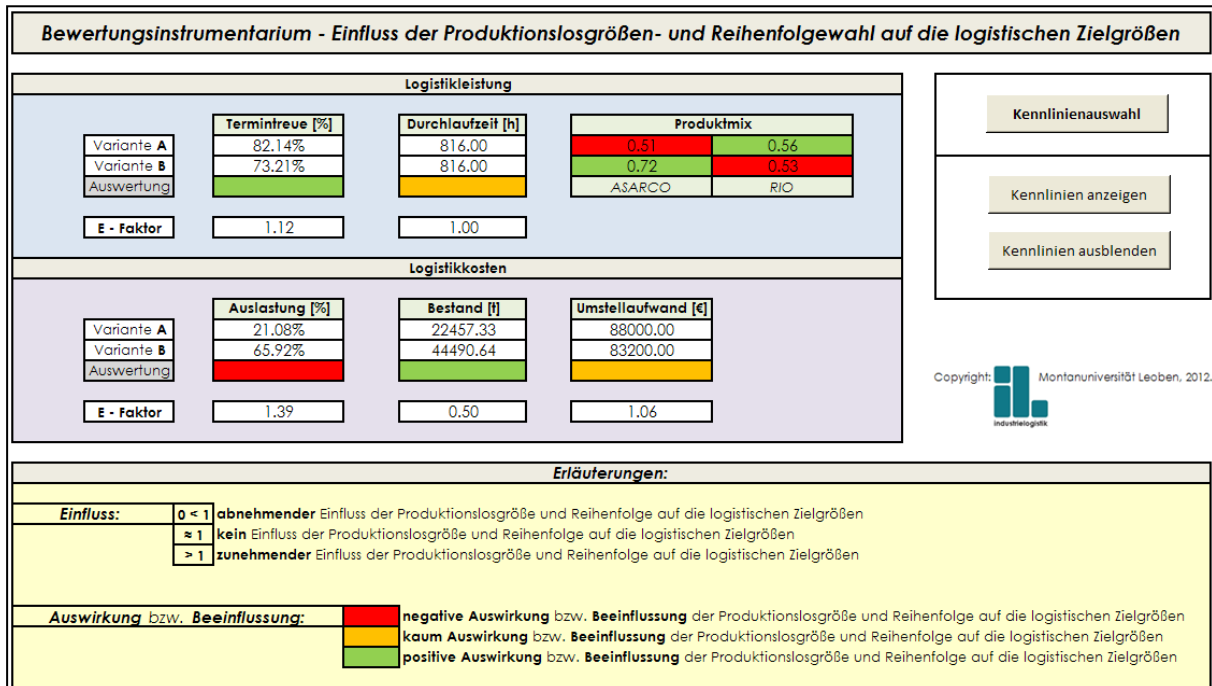 Bewertungsinstrumentarium - Einfluss der Produktionslosgrößen- und Reihenfolgewahl auf die logistischen Zielgrößen
Logistikleistung
Termintreue [%] Durchlaufzeit [h] Produktmix
Variante A 82.14% 816.00 0.51 0.56
Variante B 73.21% 816.00 0.72 0.53
Auswertung ASARCO RIO
E - Faktor 1.12 1.00
Logistikkosten
Auslastung [%] Bestand [t] Umstellaufwand [€]
Variante A 21.08% 22457.33 88000.00
Variante B 65.92% 44490.64 83200.00
Auswertung
E - Faktor 1.39 0.50 1.06
Kennlinienauswahl
Kennlinien anzeigen
Kennlinien ausblenden
Copyright: Montanuniversität Leoben, 2012.
il.
industrielogistik
Erläuterungen:
Einfluss: 0 < 1 abnehmender Einfluss der Produktionslosgröße und Reihenfolge auf die logistischen Zielgrößen
≈ 1 kein Einfluss der Produktionslosgröße und Reihenfolge auf die logistischen Zielgrößen
> 1 zunehmender Einfluss der Produktionslosgröße und Reihenfolge auf die logistischen Zielgrößen
Auswirkung bzw. Beeinflussung: negative Auswirkung bzw. Beeinflussung der Produktionslosgröße und Reihenfolge auf die logistischen Zielgrößen
kaum Auswirkung bzw. Beeinflussung der Produktionslosgröße und Reihenfolge auf die logistischen Zielgrößen
positive Auswirkung bzw. Beeinflussung der Produktionslosgröße und Reihenfolge auf die logistischen Zielgrößen